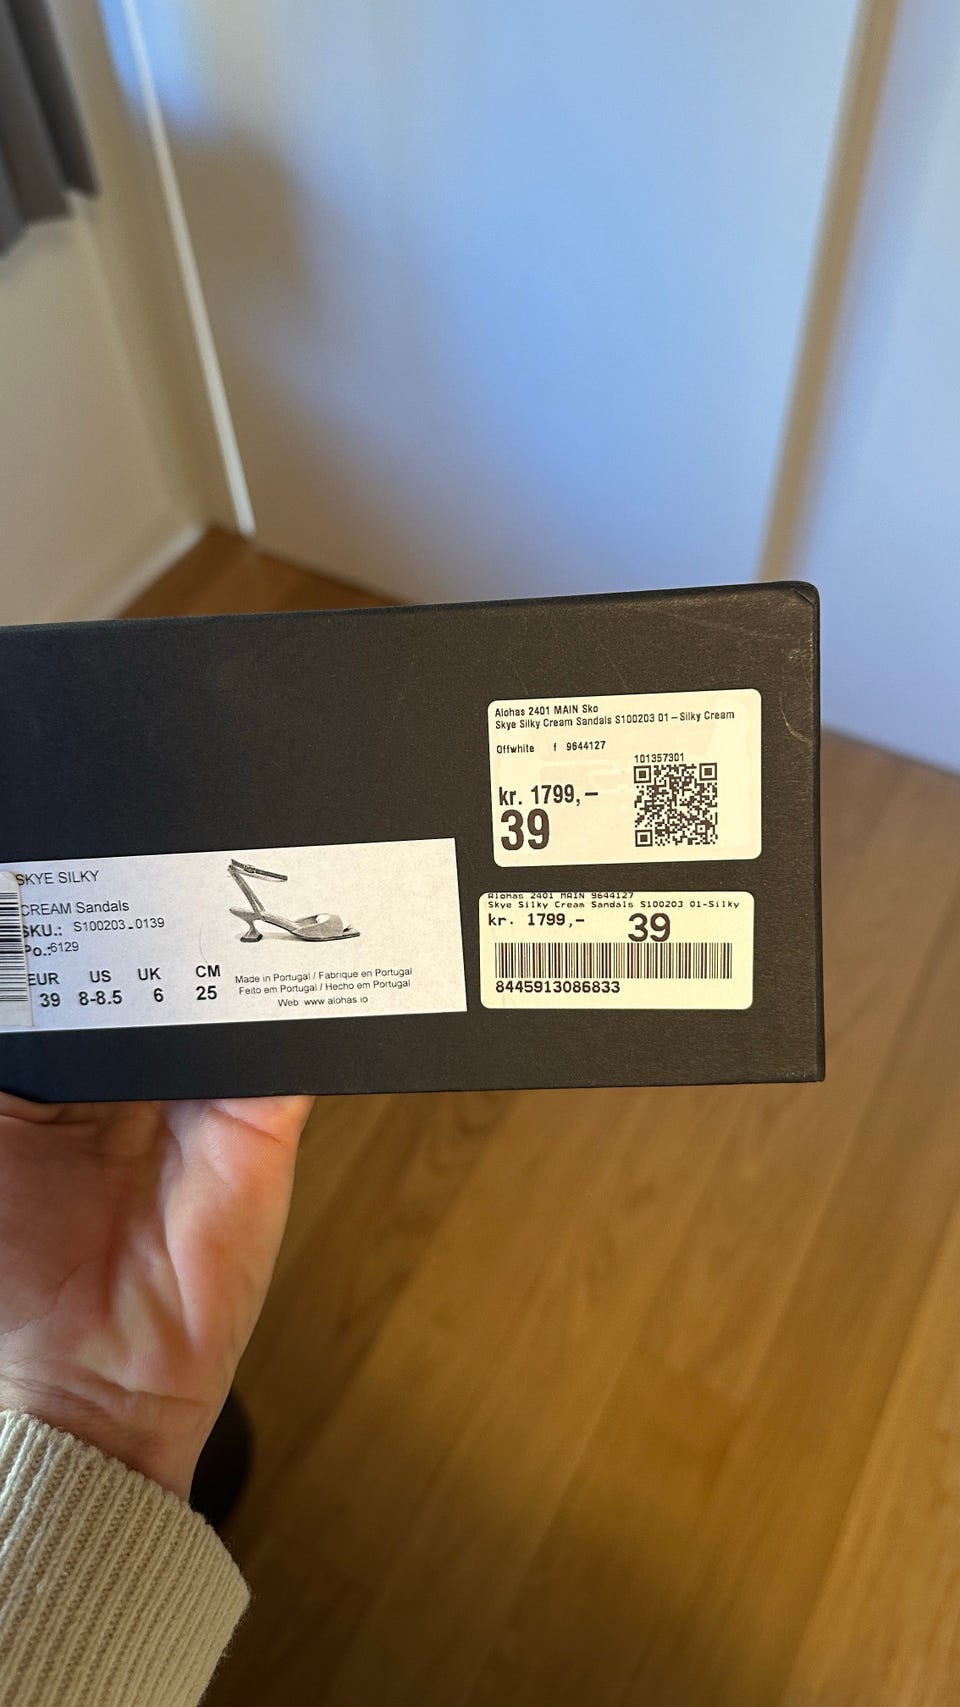 Alohas 2401 MAIN Sko
Skye Silky Cream Sandals S100203 01-Silky Cream
Offwhite f 9644127
101357301
kr. 1799,-
39
SKYE SILKY
CREAM Sandals
SKU.: S100203-0139
Po.:6129
EUR US UK CM
39 8-8.5 6 25
Made in Portugal / Fabrique en Portugal
Feito em Portugal / Hecho em Portugal
Web www.alohas.io
Alohas 2401 MAIN 9644127
Skye Silky Cream Sandals S100203 01-Silky
kr. 1799,- 39
8445913086833